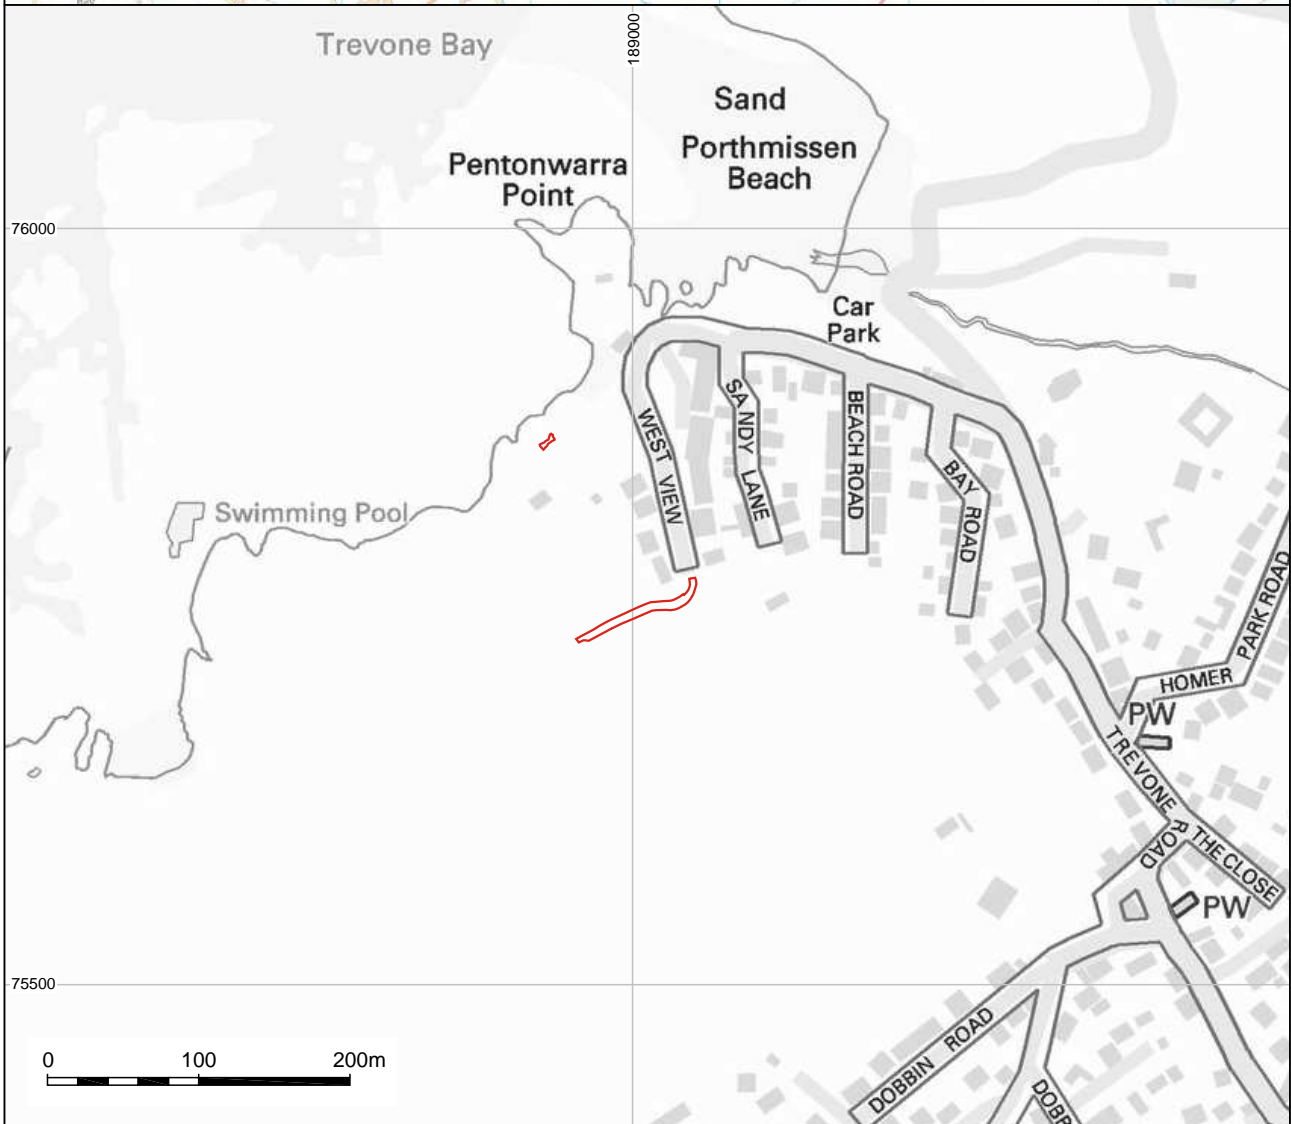 Trevone Bay
189000
Sand
Porthmissen
Beach
Pentonwarra
Point
76000
Car
Park
SANDY LANE
BEACH ROAD
WEST VIEW
BAY ROAD
Swimming Pool
PARK ROAD
HOMER
PW
TREVONE ROAD
THE CLOSE
PW
75500
DOBBIN ROAD
0 100 200m